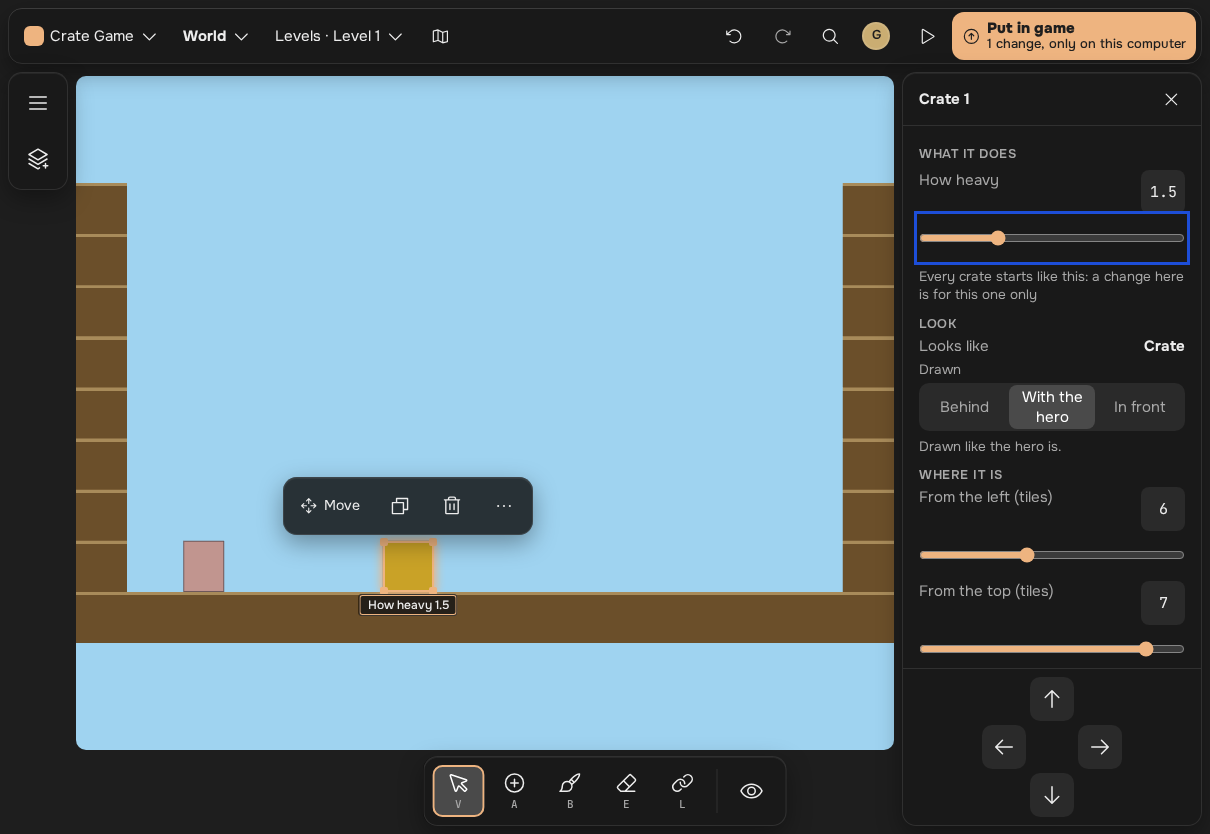 Crate Game
World
Levels · Level 1
G
Put in game
1 change, only on this computer
Crate 1
WHAT IT DOES
How heavy
1.5
Every crate starts like this: a change here
is for this one only
LOOK
Looks like
Crate
Drawn
Behind
With the
hero
In front
Drawn like the hero is.
WHERE IT IS
From the left (tiles)
6
From the top (tiles)
7
Move
How heavy 1.5
V
A
B
E
L